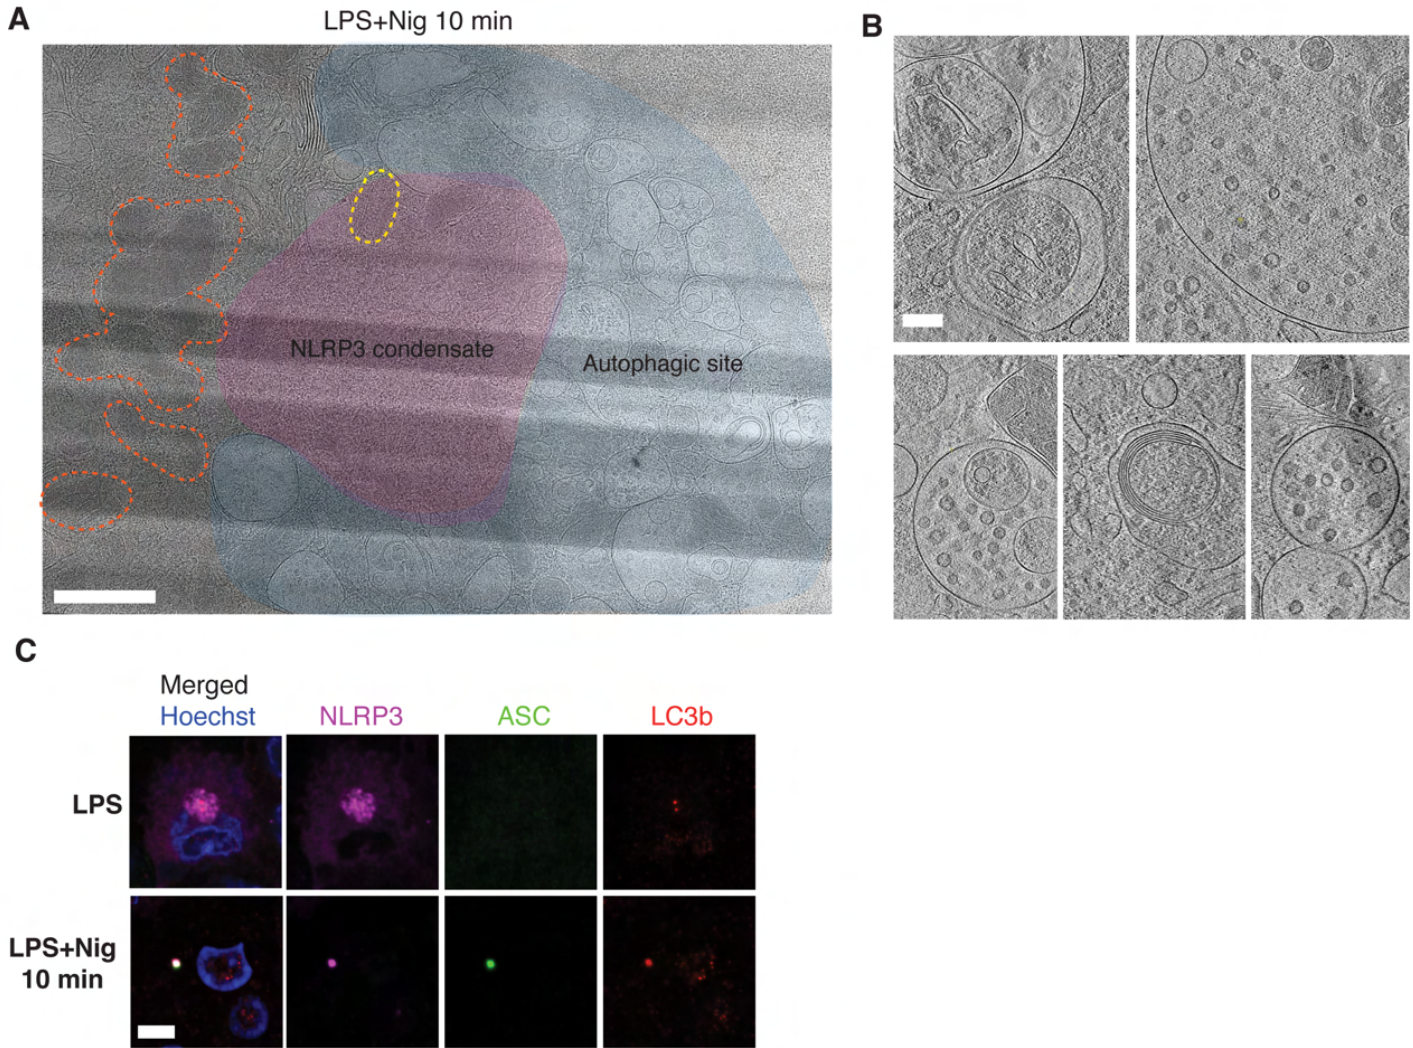 A
LPS+Nig 10 min
NLRP3 condensate
Autophagic site
B
C
Merged
Hoechst NLRP3 ASC LC3b
LPS
LPS+Nig
10 min